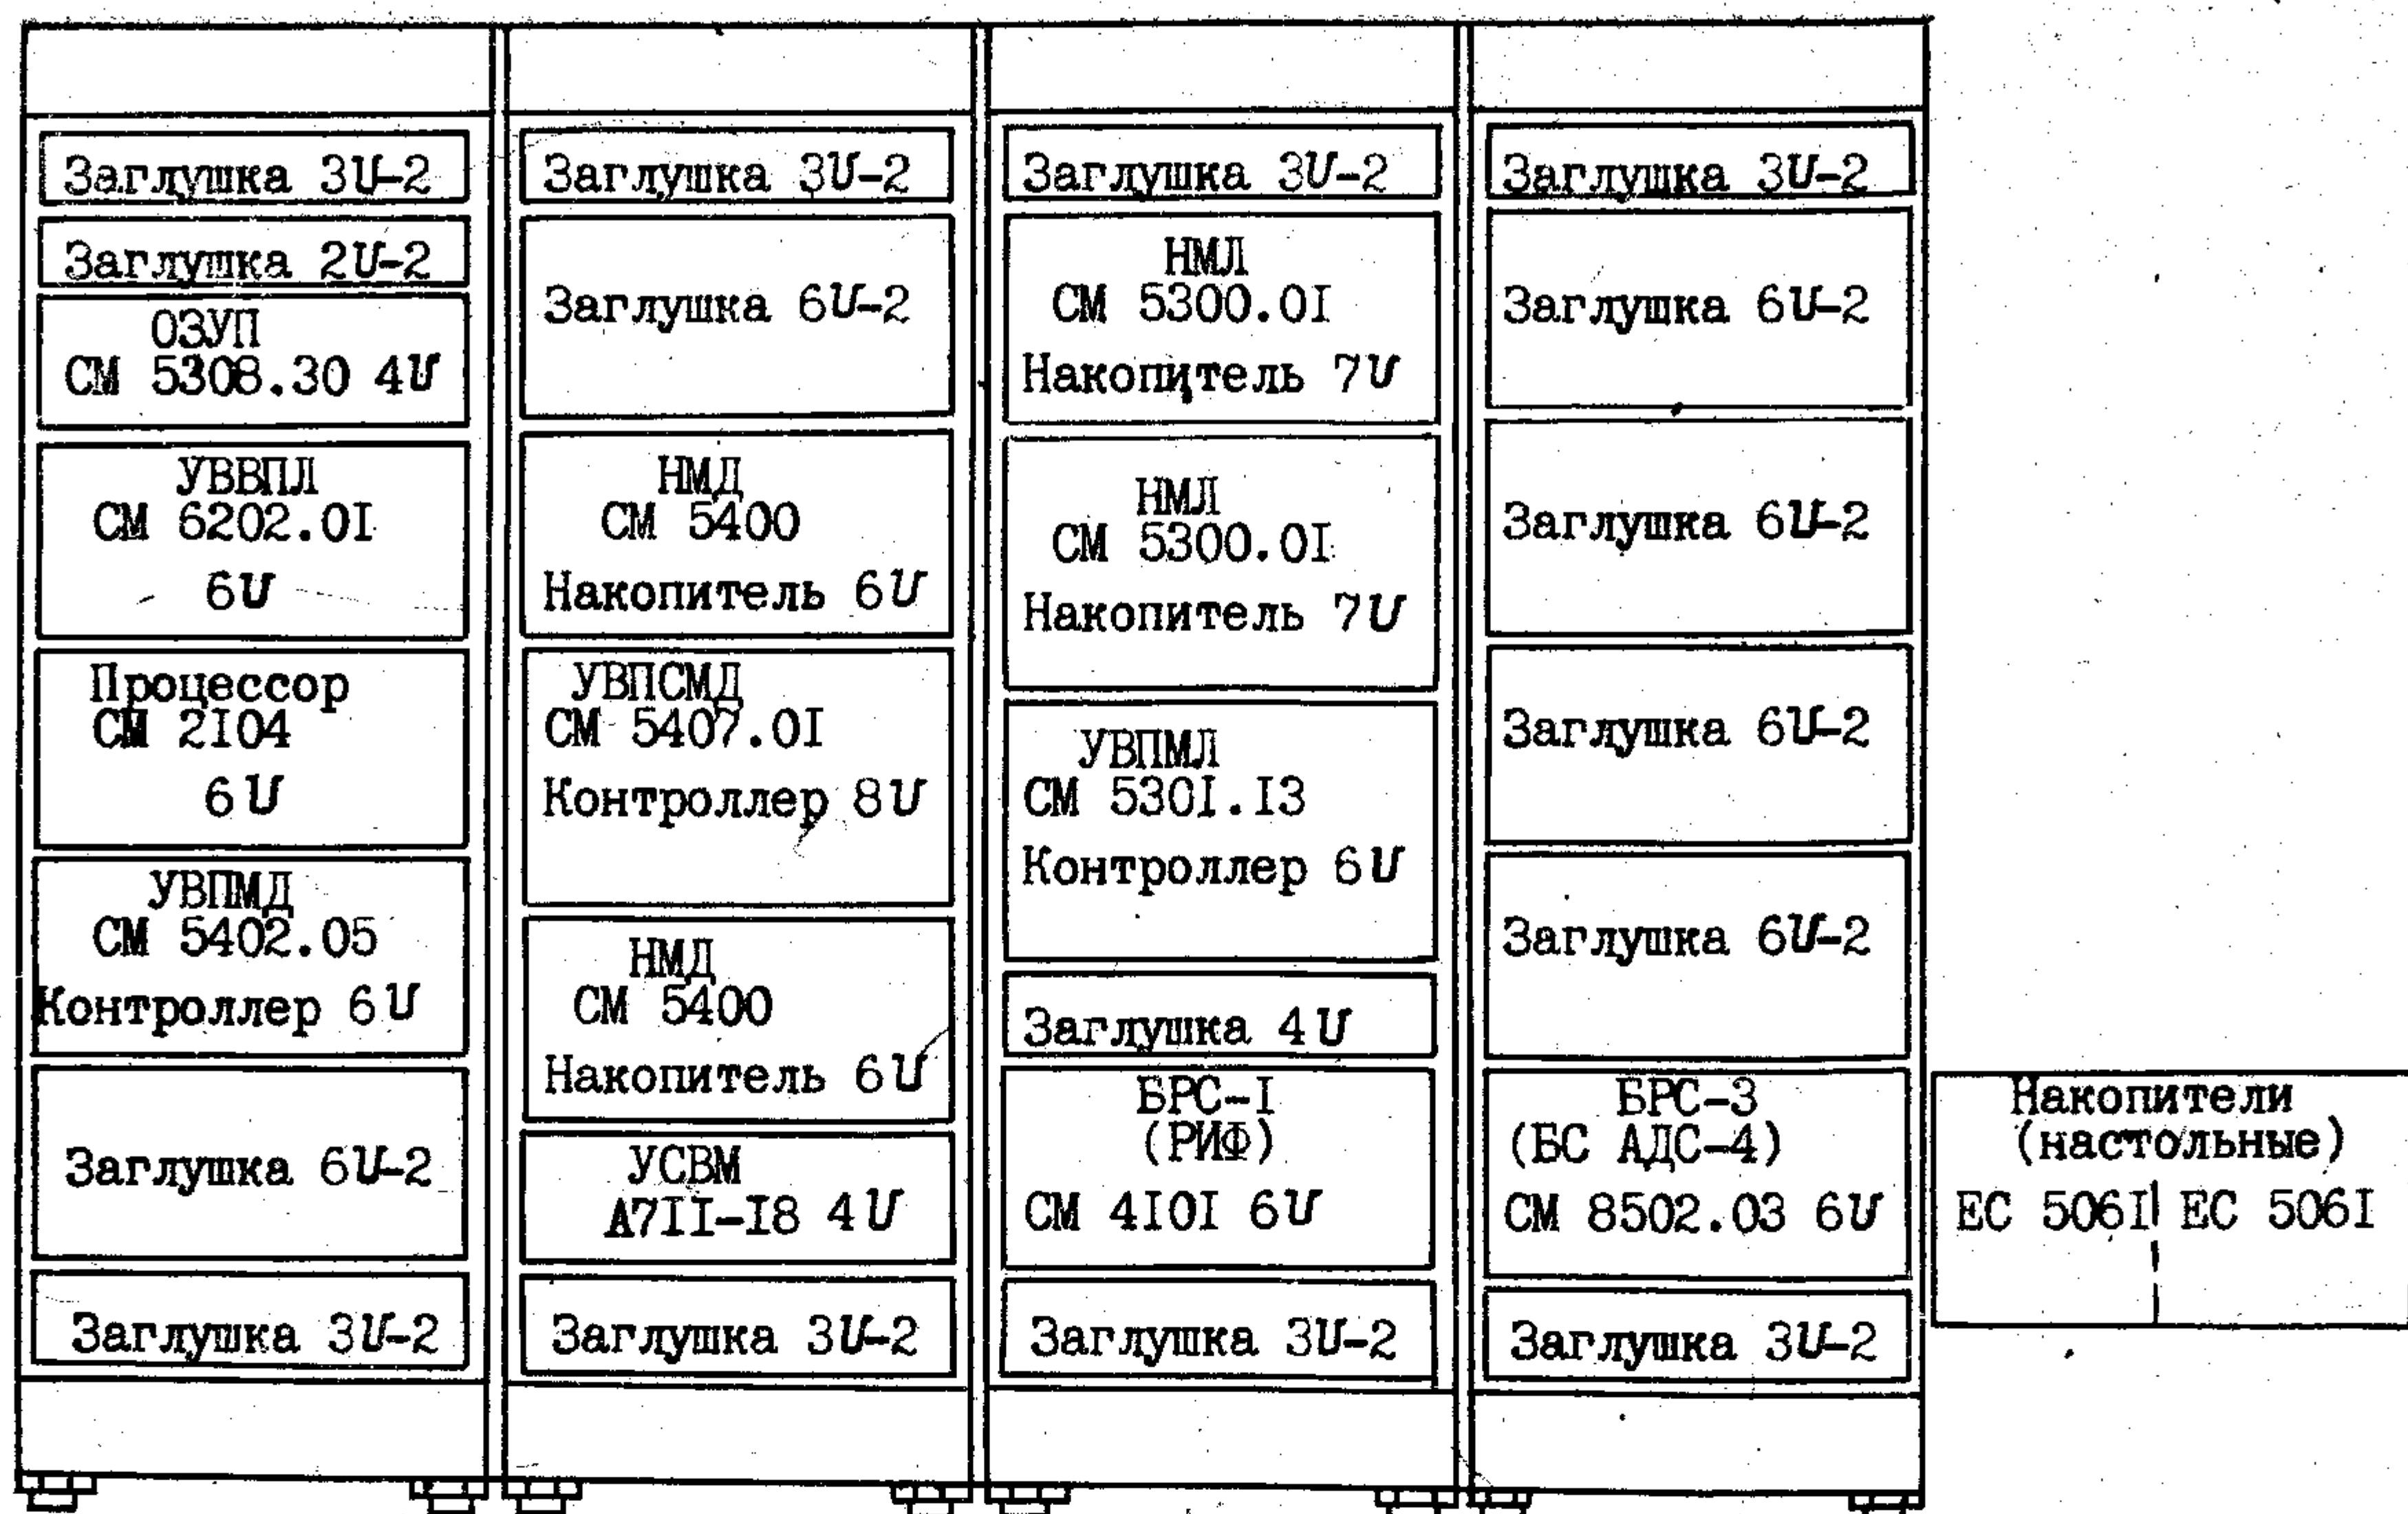 Заглушка 3U-2
Заглушка 2U-2
ОЗУП
СМ 5308.30 4U
УВВПЛ
СМ 6202.0I
6U
Процессор
СМ 2I04
6U
УВПМД
СМ 5402.05
Контроллер 6U
Заглушка 6U-2
Заглушка 3U-2
Заглушка 3U-2
Заглушка 6U-2
НМД
СМ 5400
Накопитель 6U
УВПСМД
СМ 5407.0I
Контроллер 8U
НМД
СМ 5400
Накопитель 6U
УСВМ
А7II-I8 4U
Заглушка 3U-2
Заглушка 3U-2
НМЛ
СМ 5300.0I
Накопитель 7U
НМЛ
СМ 5300.0I
Накопитель 7U
УВПМЛ
СМ 530I.I3
Контроллер 6U
Заглушка 4U
БРС-I
(РИФ)
СМ 4I0I 6U
Заглушка 3U-2
Заглушка 3U-2
Заглушка 6U-2
Заглушка 6U-2
Заглушка 6U-2
Заглушка 6U-2
БРС-3
(БС АДС-4)
СМ 8502.03 6U
Заглушка 3U-2
Накопители
(настольные)
ЕС 506I ЕС 506I